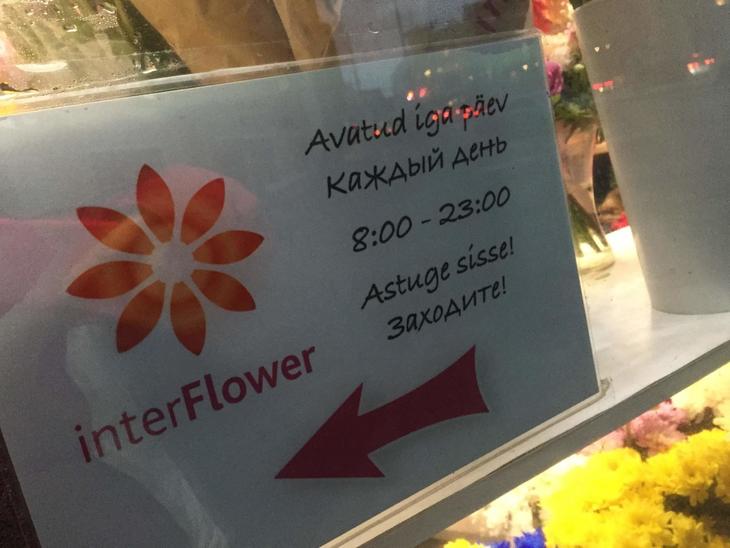 Avatud iga päev
Каждый день
8:00 - 23:00
Astuge sisse!
Заходите!
interFlower